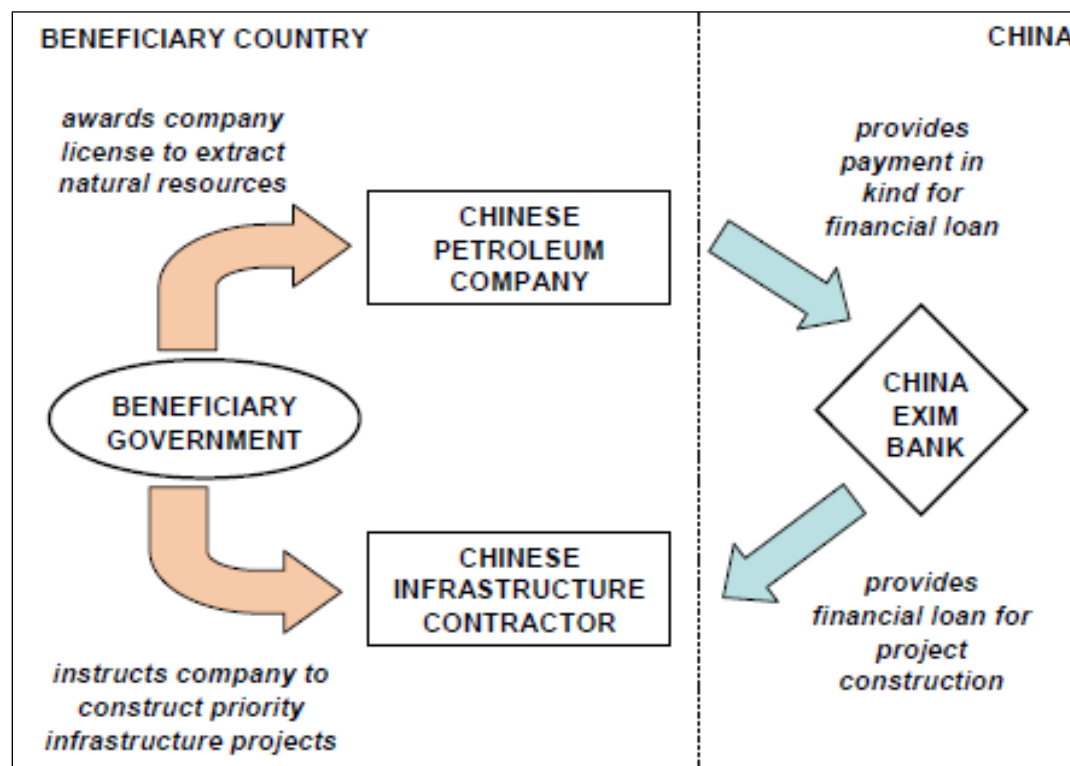 BENEFICIARY COUNTRY
CHINA
awards company
license to extract
natural resources
provides
payment in
kind for
financial loan
CHINESE
PETROLEUM
COMPANY
BENEFICIARY
GOVERNMENT
CHINA
EXIM
BANK
CHINESE
INFRASTRUCTURE
CONTRACTOR
instructs company to
construct priority
infrastructure projects
provides
financial loan for
project
construction